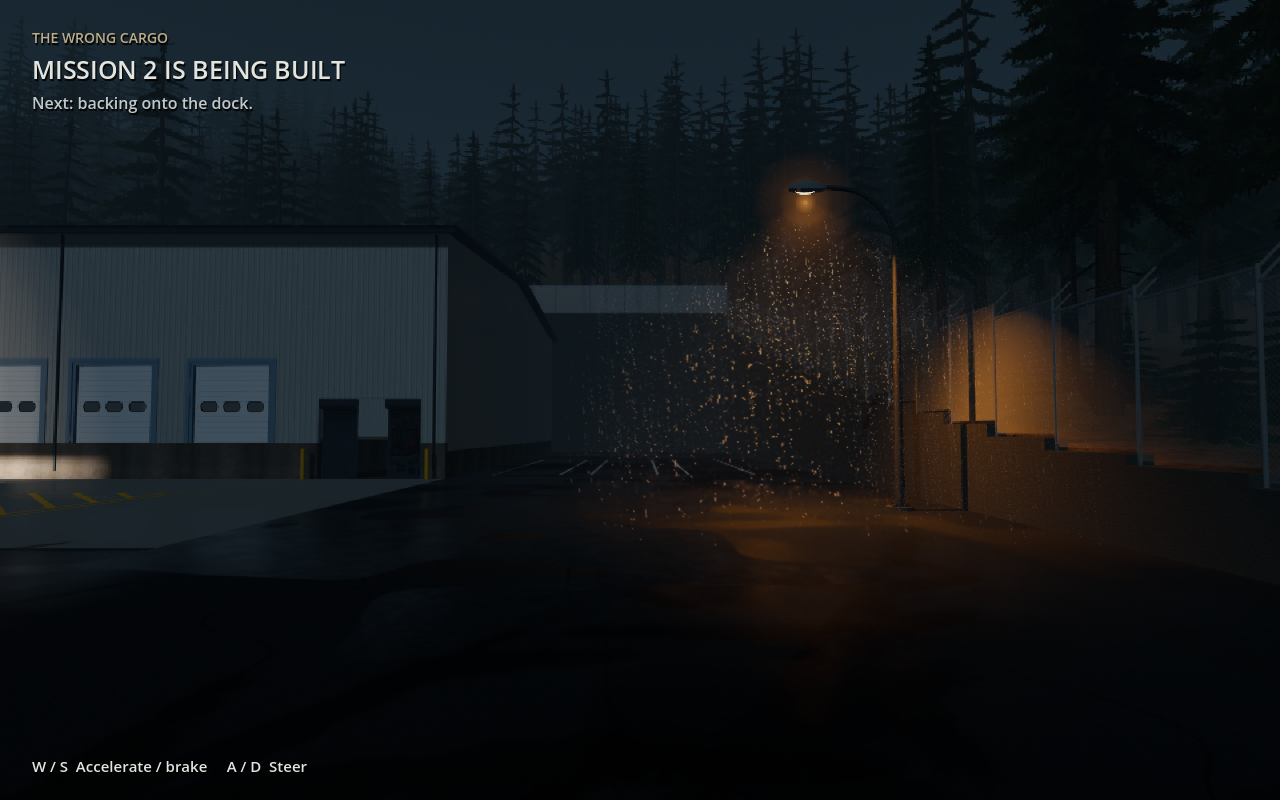 THE WRONG CARGO
MISSION 2 IS BEING BUILT
Next: backing onto the dock.
W / S Accelerate / brake A / D Steer